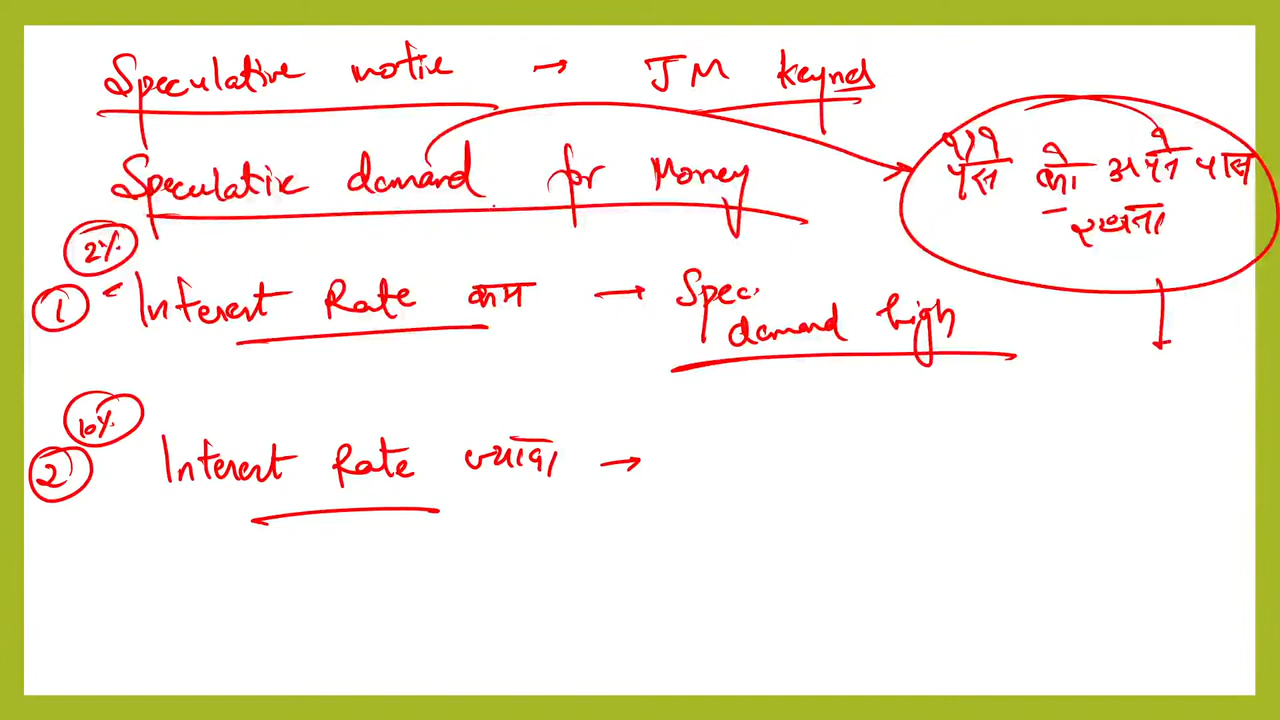 Speculative motive → JM Keynes
Speculative demand for Money
पैसे को अपने पास
रखना
2%
① Interest Rate कम → Spec.
demand high
10%
② Interest Rate ज्यादा →